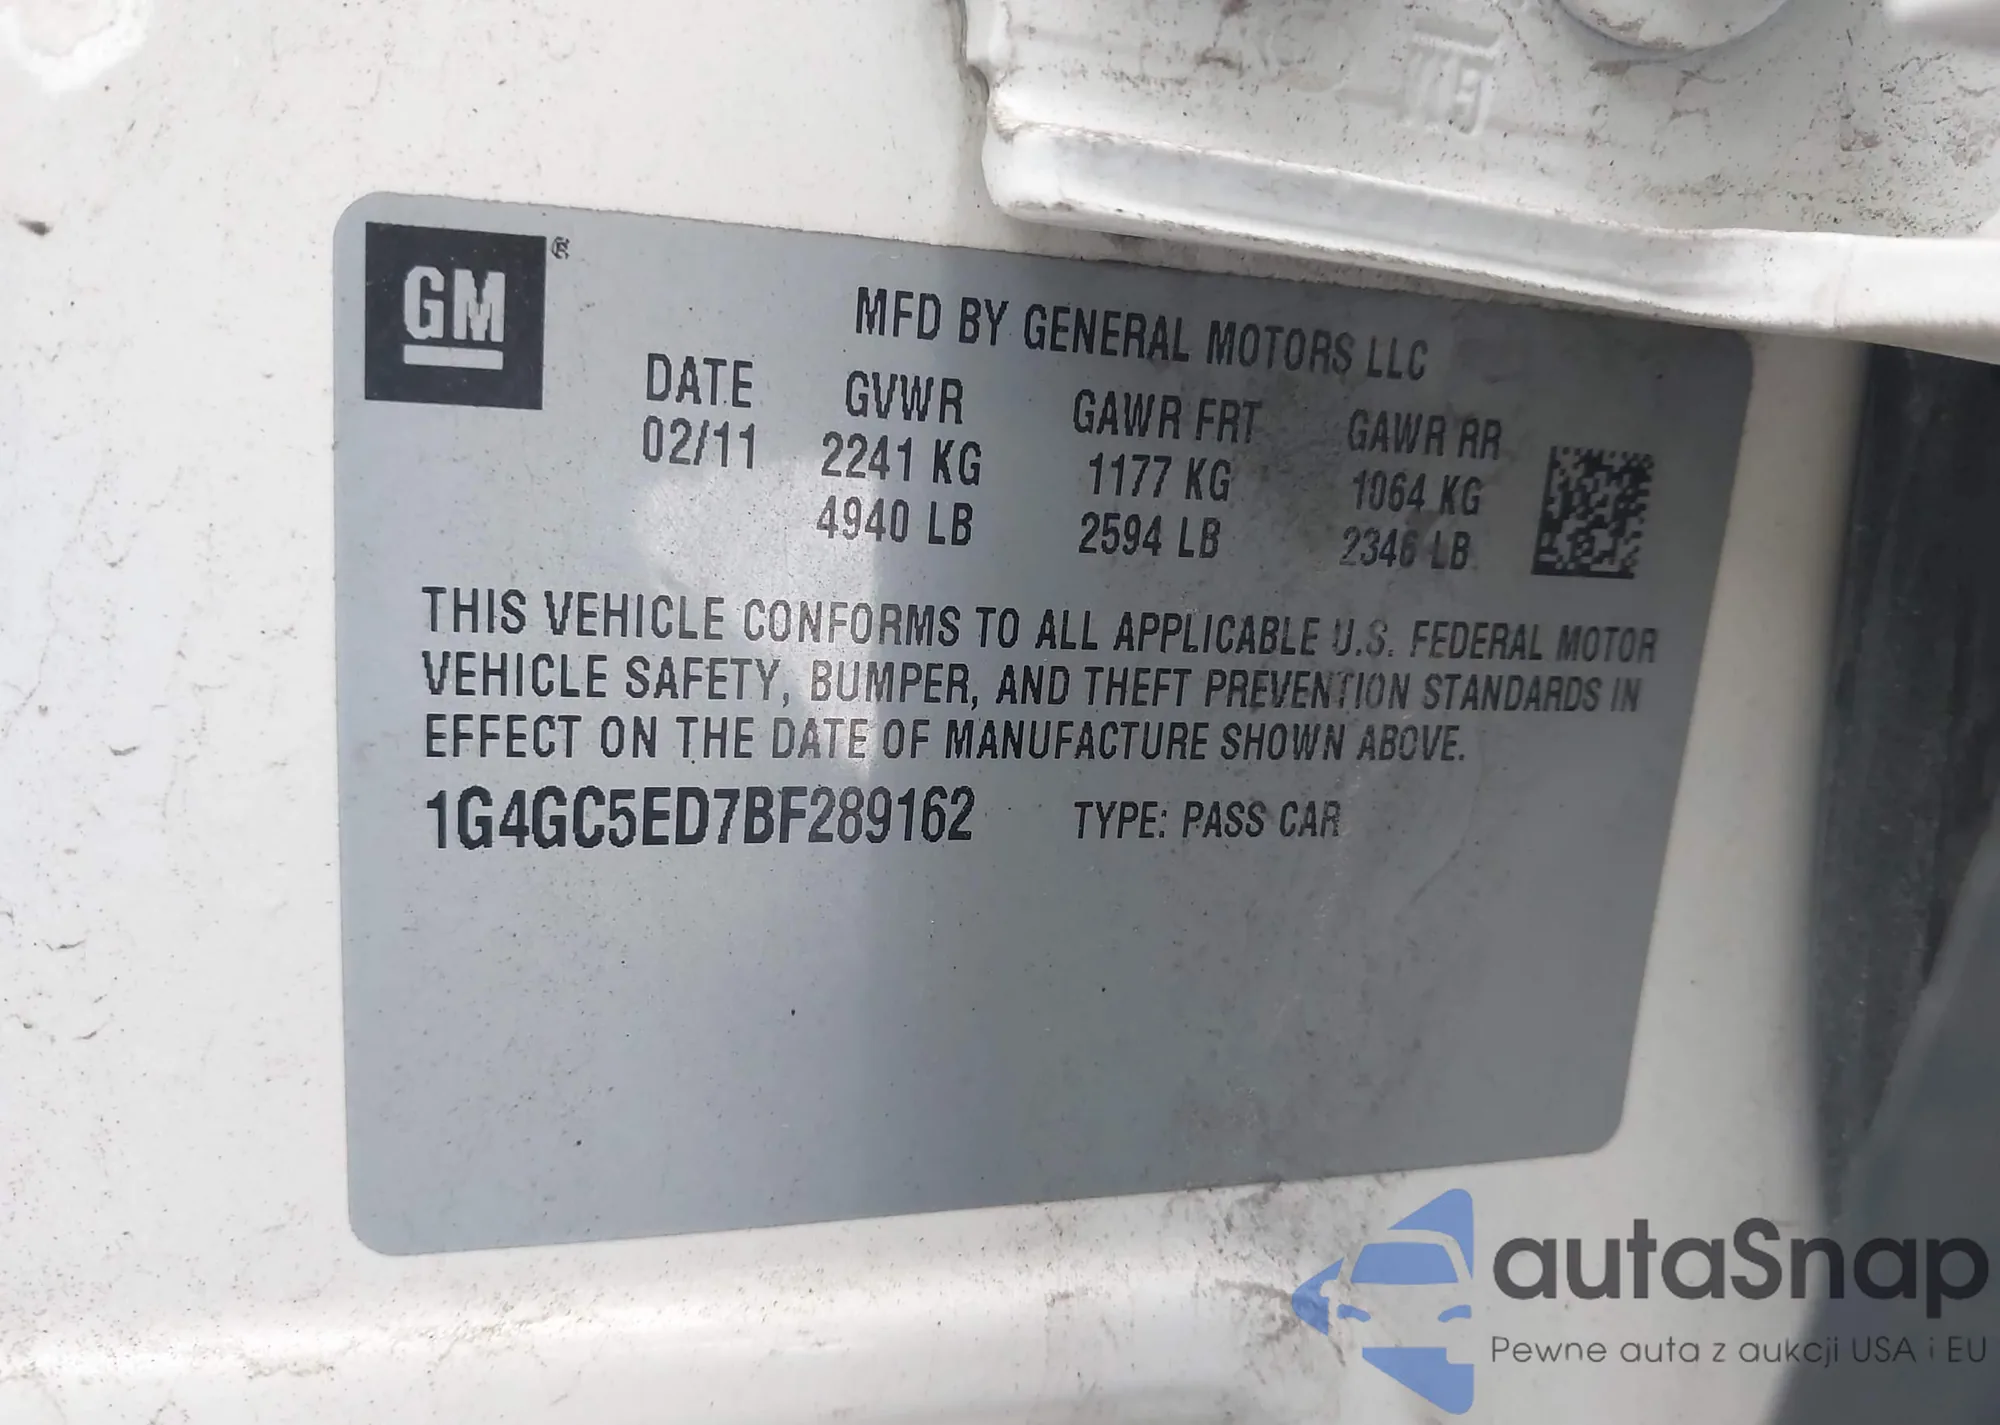 GM®
MFD BY GENERAL MOTORS LLC
DATE GVWR GAWR FRT GAWR RR
02/11 2241 KG 1177 KG 1064 KG
4940 LB 2594 LB 2346 LB
THIS VEHICLE CONFORMS TO ALL APPLICABLE U.S. FEDERAL MOTOR
VEHICLE SAFETY, BUMPER, AND THEFT PREVENTION STANDARDS IN
EFFECT ON THE DATE OF MANUFACTURE SHOWN ABOVE.
1G4GC5ED7BF289162 TYPE: PASS CAR
autaSnap
Pewne auta z aukcji USA i EU